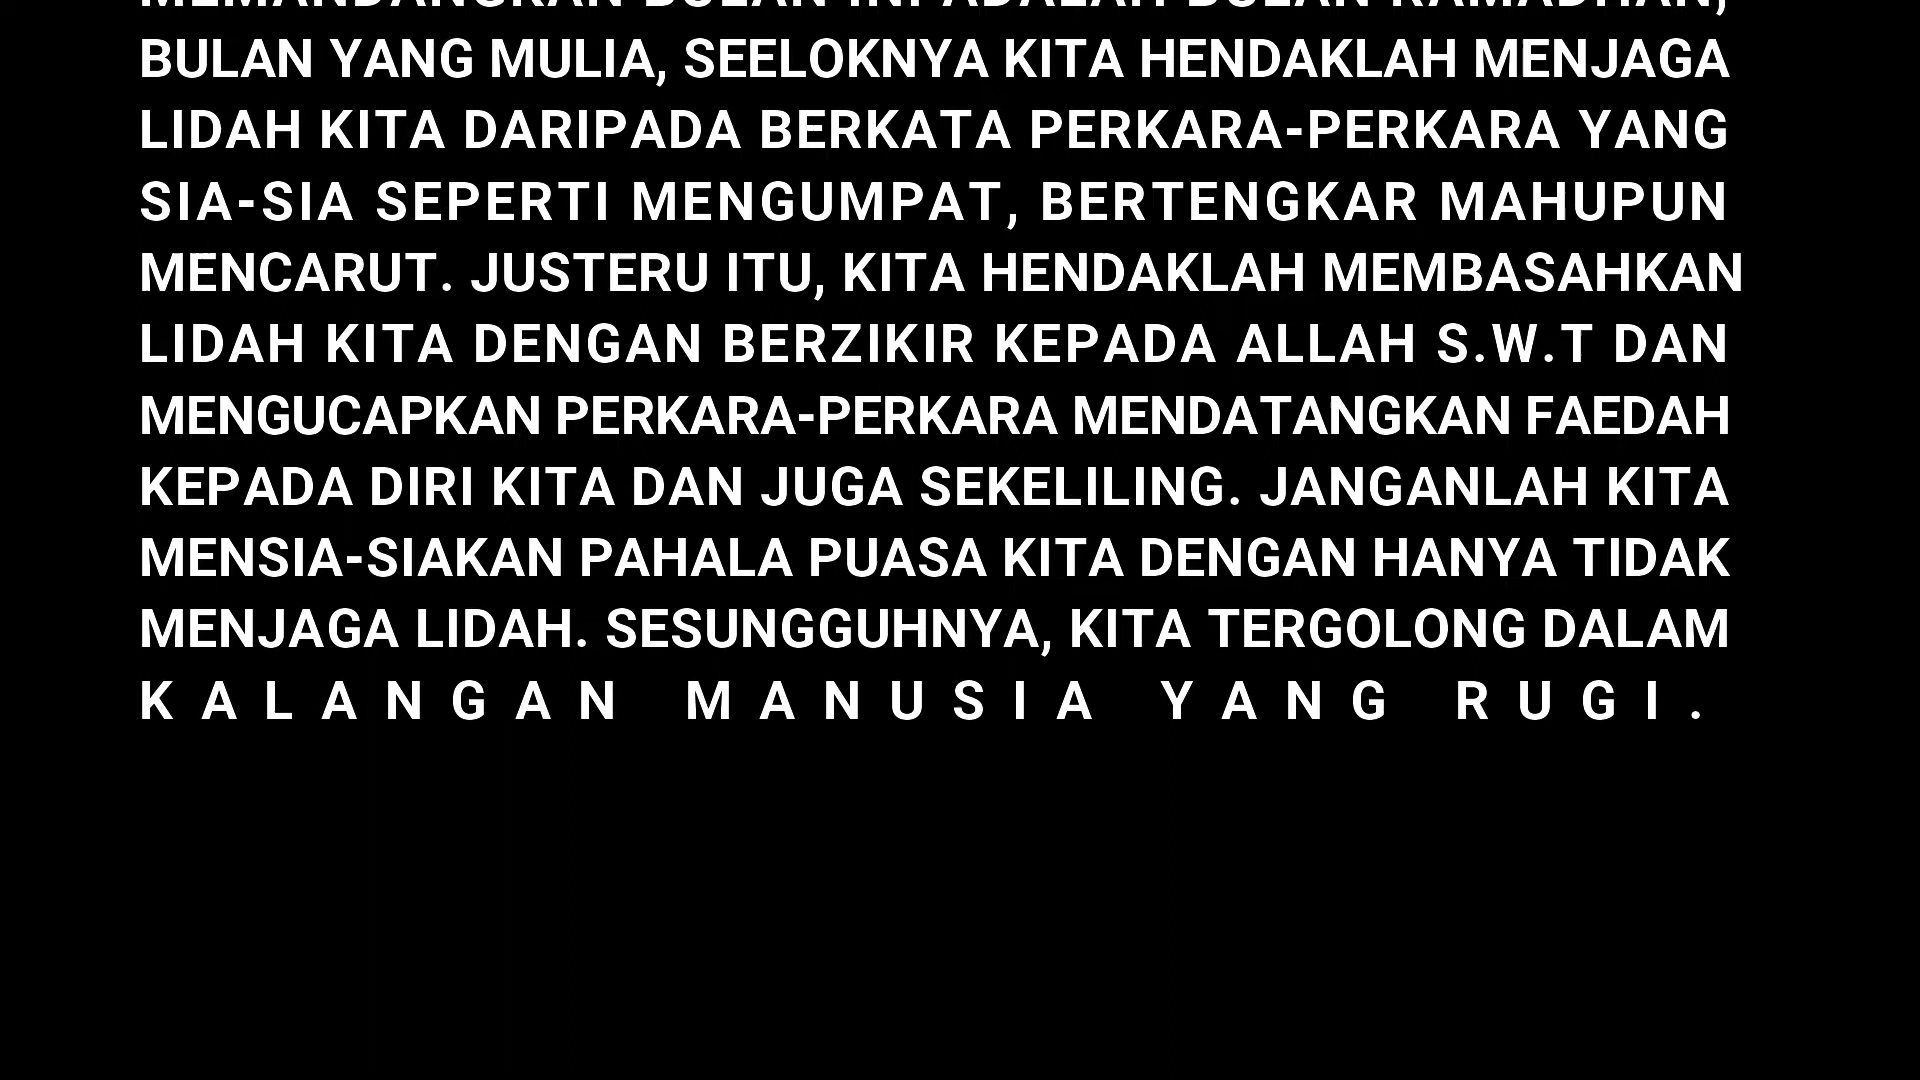 MEMANDANGKAN BULAN INI ADALAH BULAN RAMADHAN,
BULAN YANG MULIA, SEELOKNYA KITA HENDAKLAH MENJAGA
LIDAH KITA DARIPADA BERKATA PERKARA-PERKARA YANG
SIA-SIA SEPERTI MENGUMPAT, BERTENGKAR MAHUPUN
MENCARUT. JUSTERU ITU, KITA HENDAKLAH MEMBASAHKAN
LIDAH KITA DENGAN BERZIKIR KEPADA ALLAH S.W.T DAN
MENGUCAPKAN PERKARA-PERKARA MENDATANGKAN FAEDAH
KEPADA DIRI KITA DAN JUGA SEKELILING. JANGANLAH KITA
MENSIA-SIAKAN PAHALA PUASA KITA DENGAN HANYA TIDAK
MENJAGA LIDAH. SESUNGGUHNYA, KITA TERGOLONG DALAM
KALANGAN MANUSIA YANG RUGI.